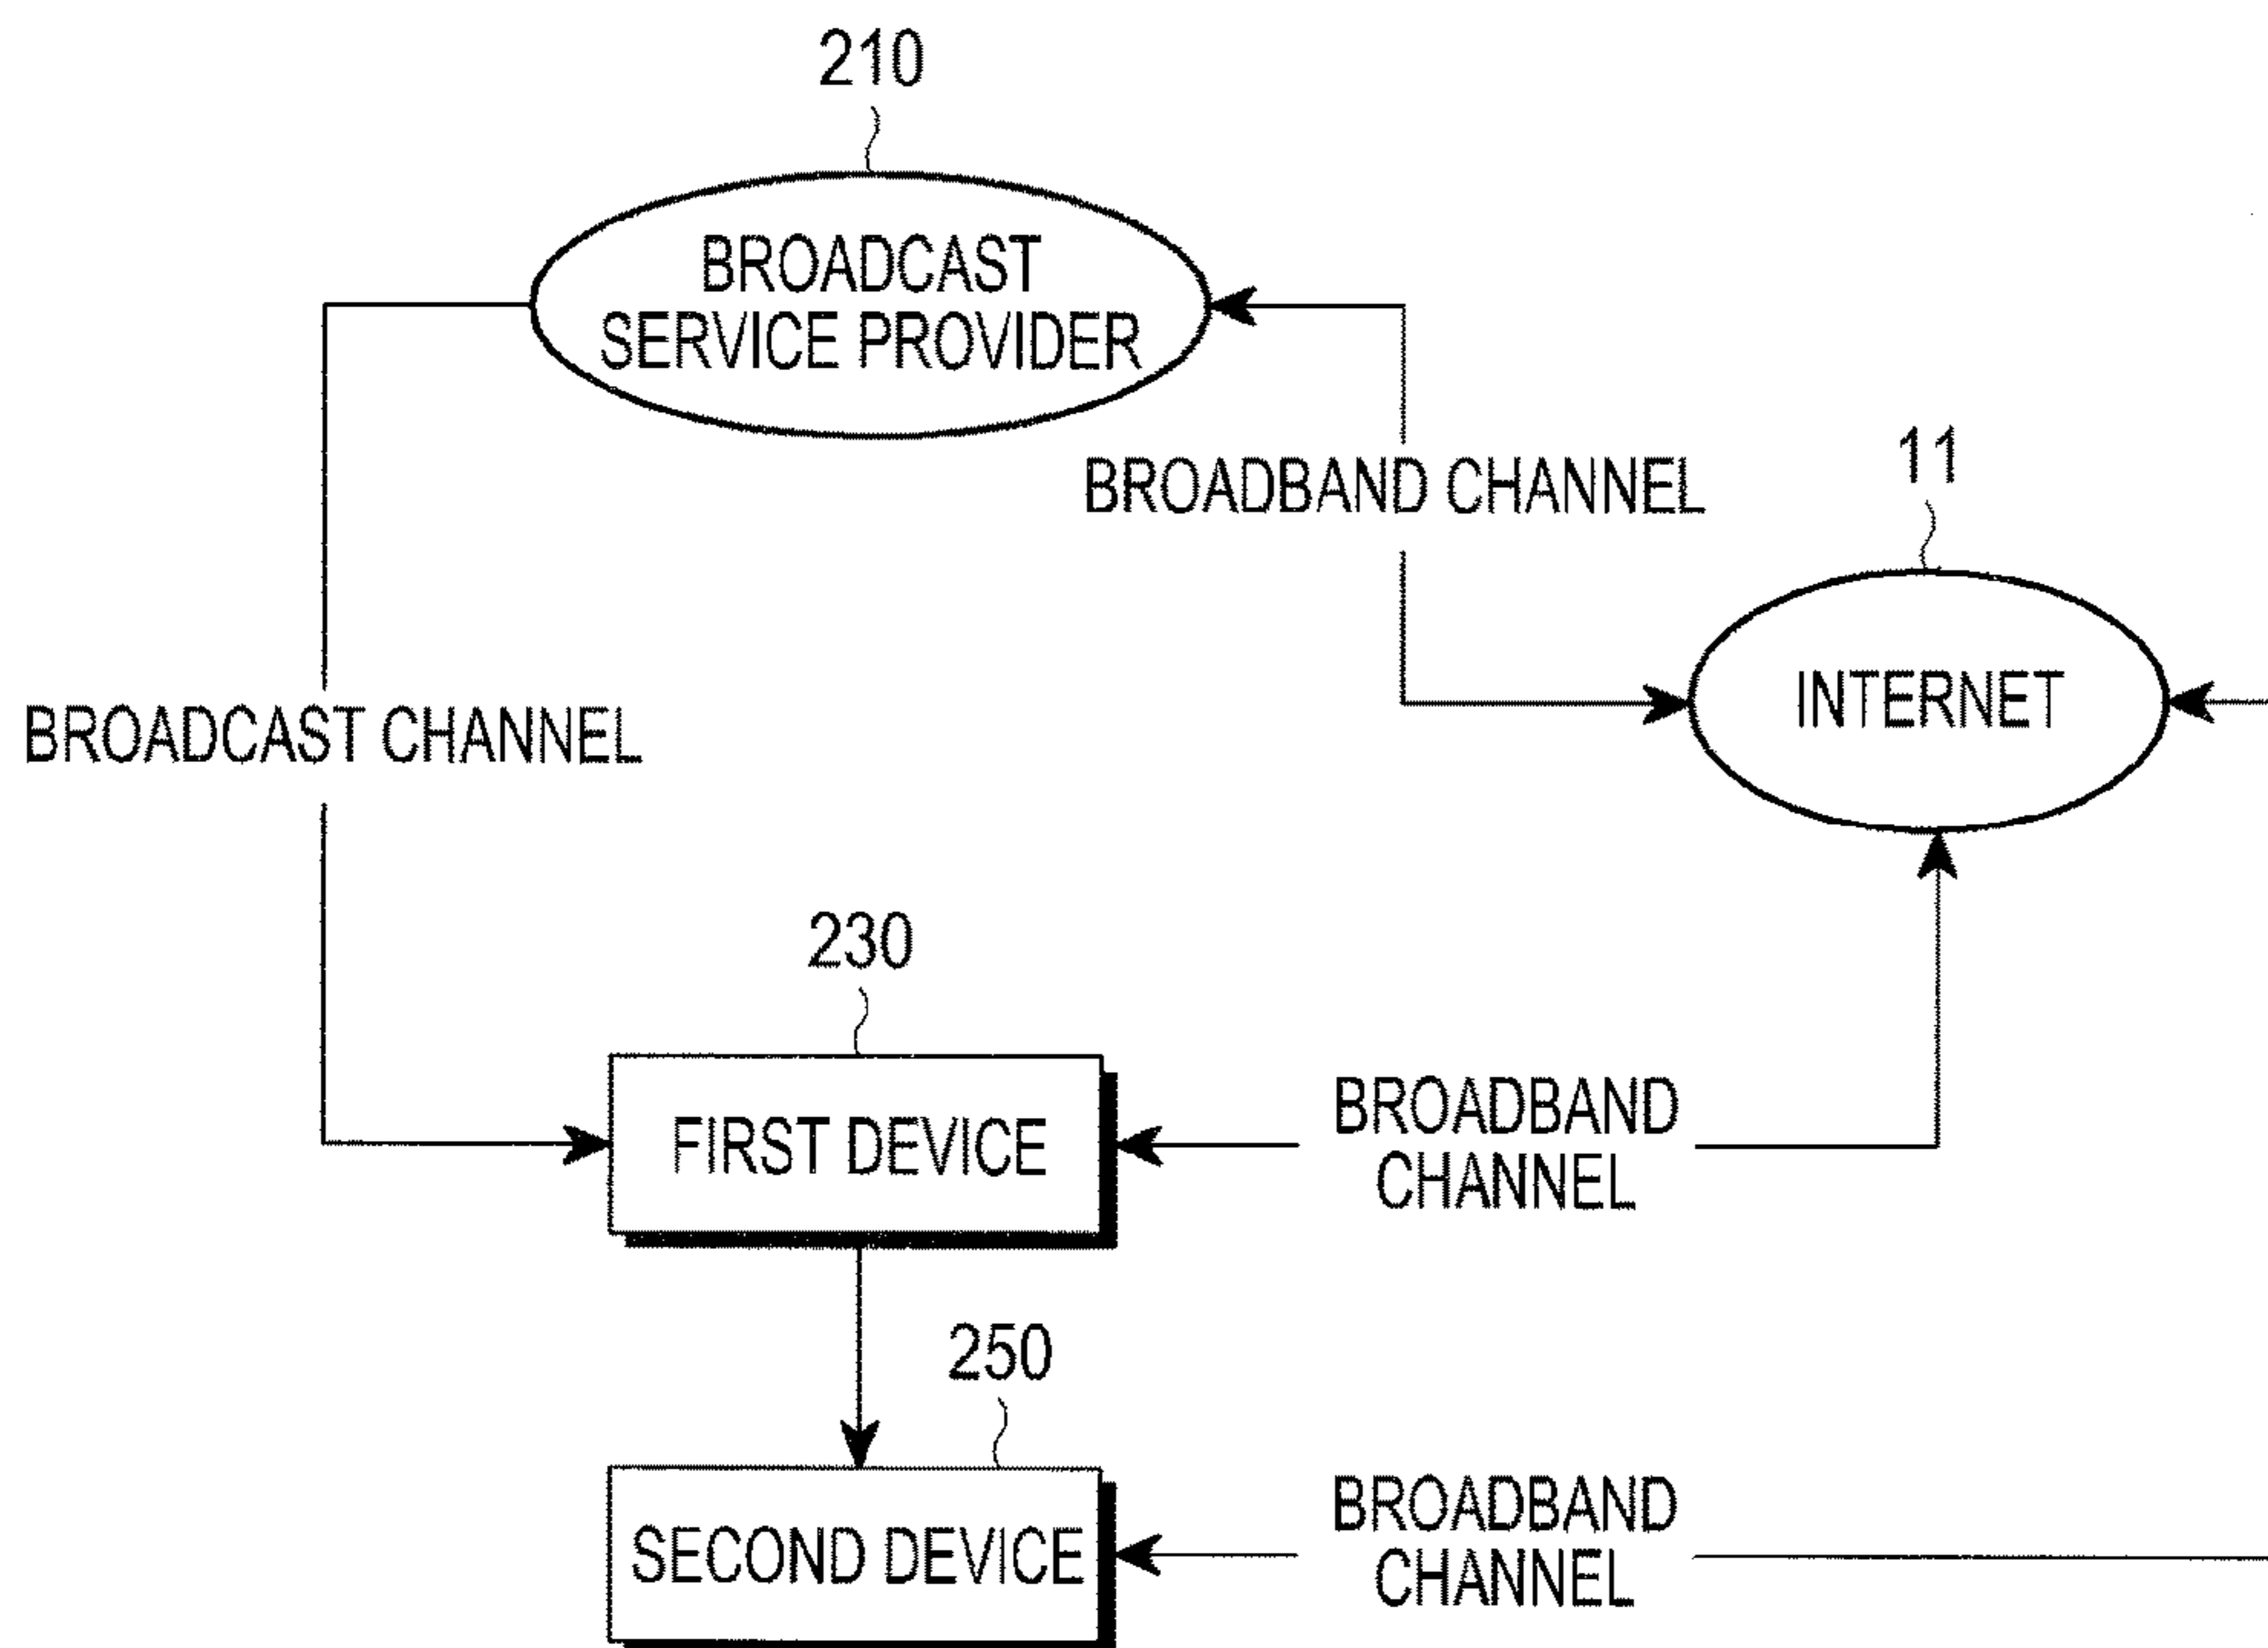 210
BROADCAST
SERVICE PROVIDER
BROADBAND CHANNEL
11
INTERNET
BROADCAST CHANNEL
230
FIRST DEVICE
BROADBAND
CHANNEL
250
SECOND DEVICE
BROADBAND
CHANNEL